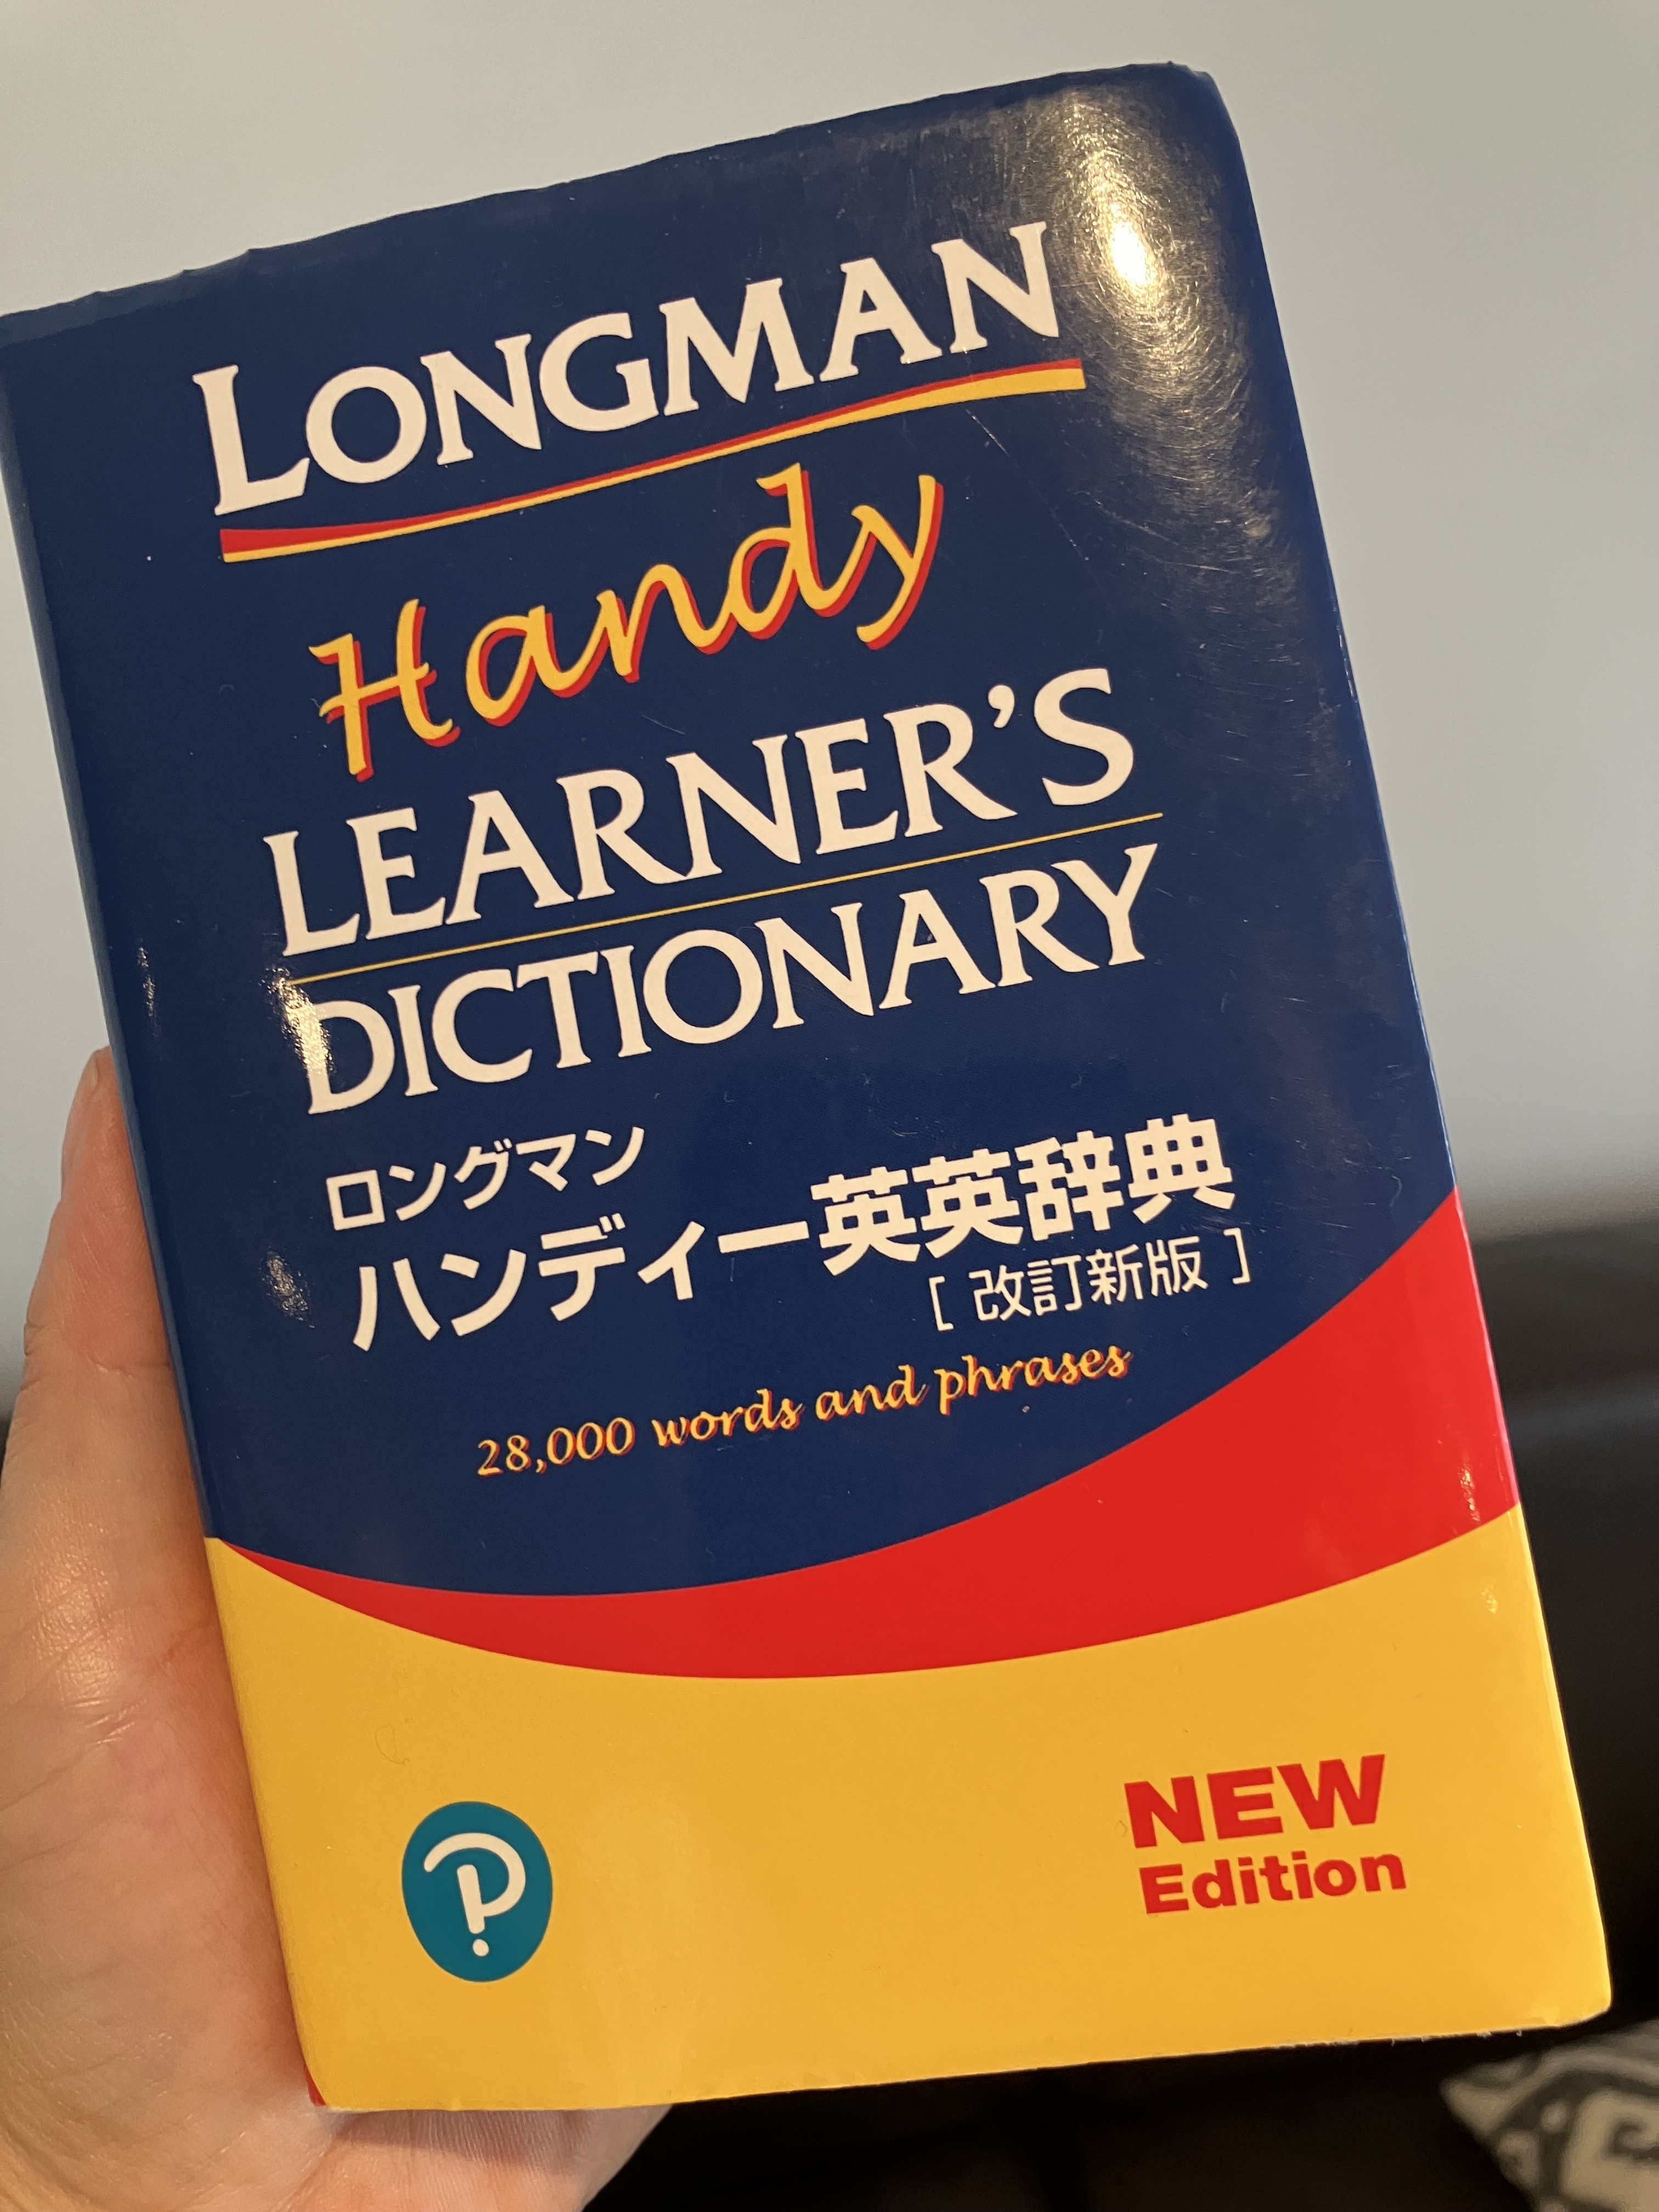 LONGMAN
Handy
LEARNER'S
DICTIONARY
ロングマン
ハンディー英英辞典
[ 改訂新版 ]
28,000 words and phrases
NEW
Edition